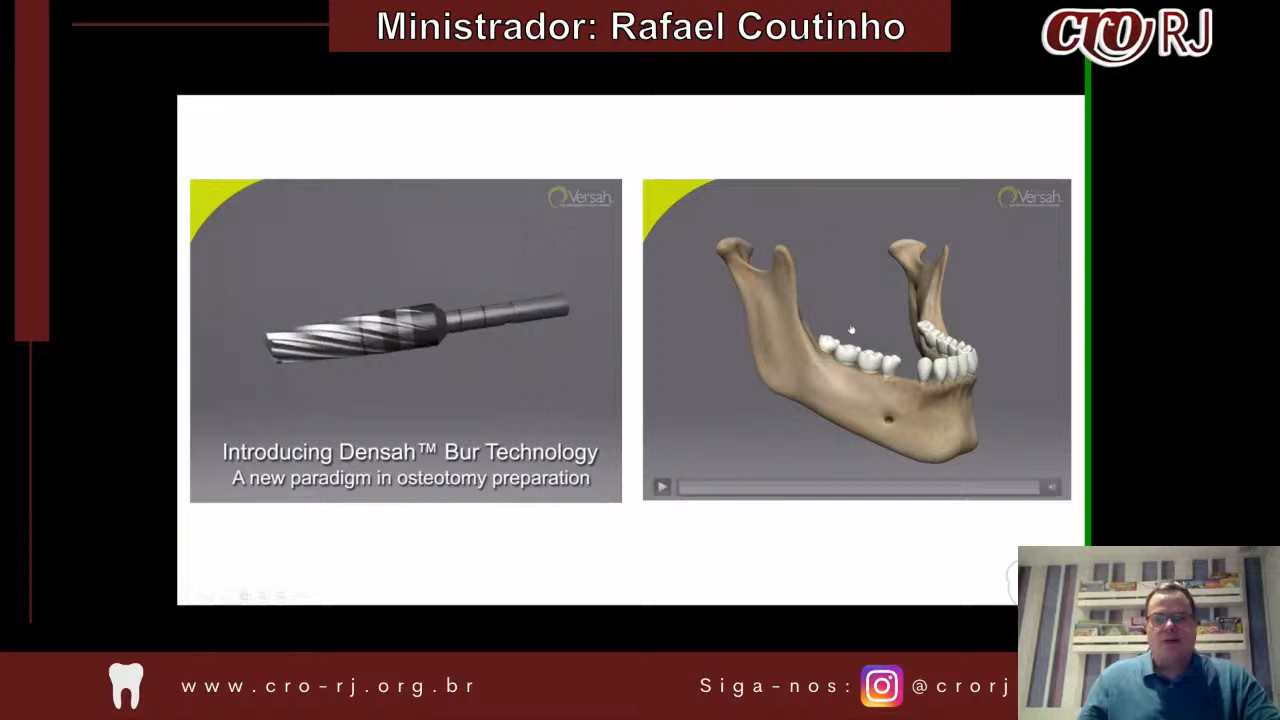 Ministrador: Rafael Coutinho
CRO RJ
Versah
Versah
Introducing Densah™ Bur Technology
A new paradigm in osteotomy preparation
www.cro-rj.org.br
Siga-nos: @crorj